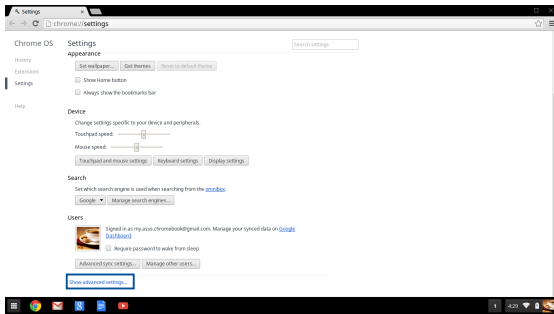 Settings
chrome://settings
Chrome OS
Settings
Search settings
History
Extensions
Settings
Help
Appearance
Set wallpaper...
Get themes
Reset to default theme
Show Home button
Always show the bookmarks bar
Device
Change settings specific to your device and peripherals.
Touchpad speed:
Mouse speed:
Touchpad and mouse settings
Keyboard settings
Display settings
Search
Set which search engine is used when searching from the omnibox.
Google
Manage search engines...
Users
Signed in as my.asus.chromebook@gmail.com. Manage your synced data on Google
Dashboard.
Require password to wake from sleep
Advanced sync settings...
Manage other users...
Show advanced settings...
8
1
4:29